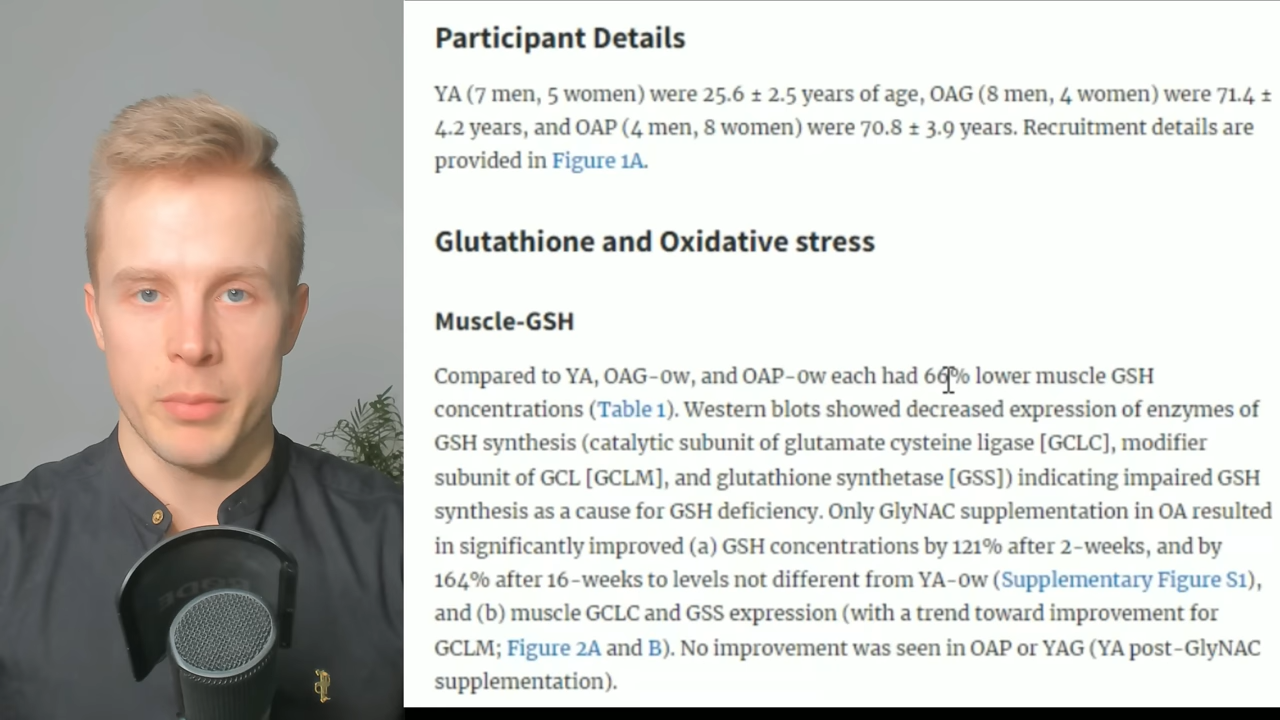 Participant Details
YA (7 men, 5 women) were 25.6 ± 2.5 years of age, OAG (8 men, 4 women) were 71.4 ±
4.2 years, and OAP (4 men, 8 women) were 70.8 ± 3.9 years. Recruitment details are
provided in Figure 1A.
Glutathione and Oxidative stress
Muscle-GSH
Compared to YA, OAG-0w, and OAP-0w each had 66% lower muscle GSH
concentrations (Table 1). Western blots showed decreased expression of enzymes of
GSH synthesis (catalytic subunit of glutamate cysteine ligase [GCLC], modifier
subunit of GCL [GCLM], and glutathione synthetase [GSS]) indicating impaired GSH
synthesis as a cause for GSH deficiency. Only GlyNAC supplementation in OA resulted
in significantly improved (a) GSH concentrations by 121% after 2-weeks, and by
164% after 16-weeks to levels not different from YA-0w (Supplementary Figure S1),
and (b) muscle GCLC and GSS expression (with a trend toward improvement for
GCLM; Figure 2A and B). No improvement was seen in OAP or YAG (YA post-GlyNAC
supplementation).
RODE